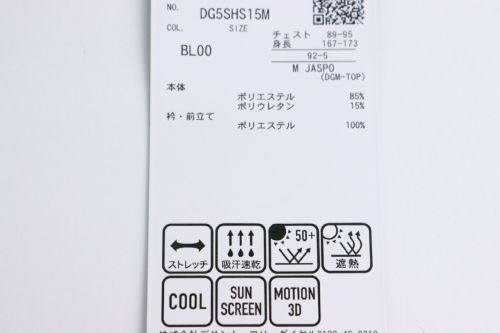 NO. DG5SHS15M
COL. SIZE
BL00
チェスト 89-95
身長 167-173
92-5
M JASPO
(DGM-TOP)
本体
ポリエステル 85%
ポリウレタン 15%
衿・前立て
ポリエステル 100%
ストレッチ
吸汗速乾
50+
遮熱
COOL
SUN SCREEN
MOTION 3D